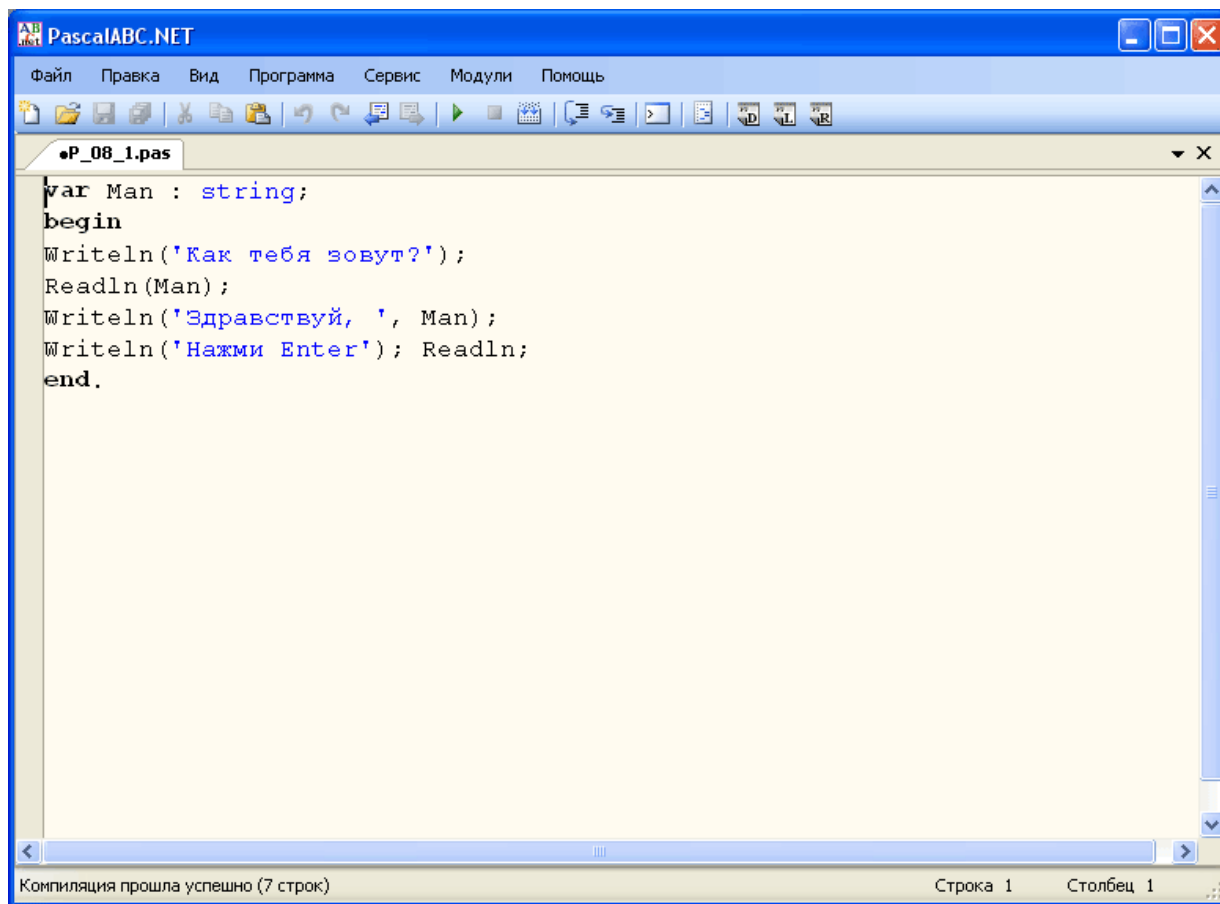 PascalABC.NET
Файл Правка Вид Программа Сервис Модули Помощь
•P_08_1.pas
var Man : string;
begin
Writeln('Как тебя зовут?');
Readln(Man);
Writeln('Здравствуй, ', Man);
Writeln('Нажми Enter'); Readln;
end.
Компиляция прошла успешно (7 строк) Строка 1 Столбец 1